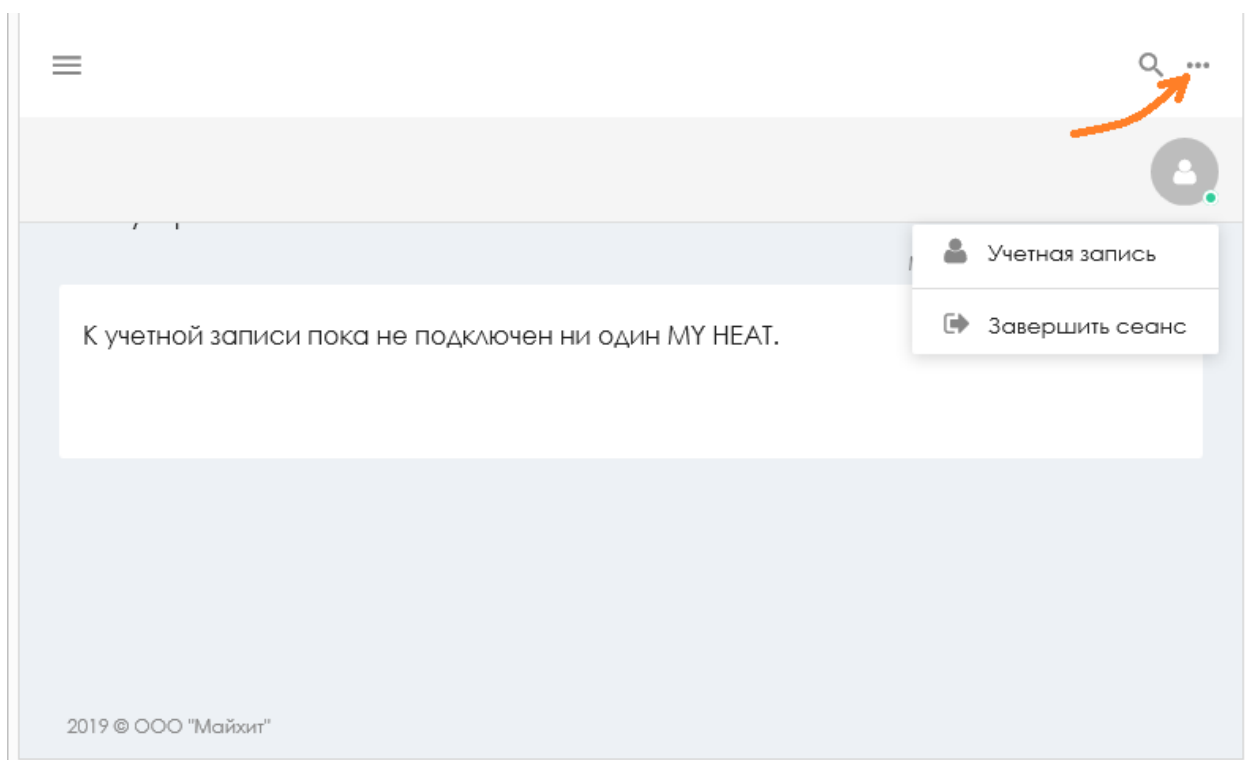 Учетная запись
К учетной записи пока не подключен ни один MY HEAT.
Завершить сеанс
2019 © ООО "Майхит"